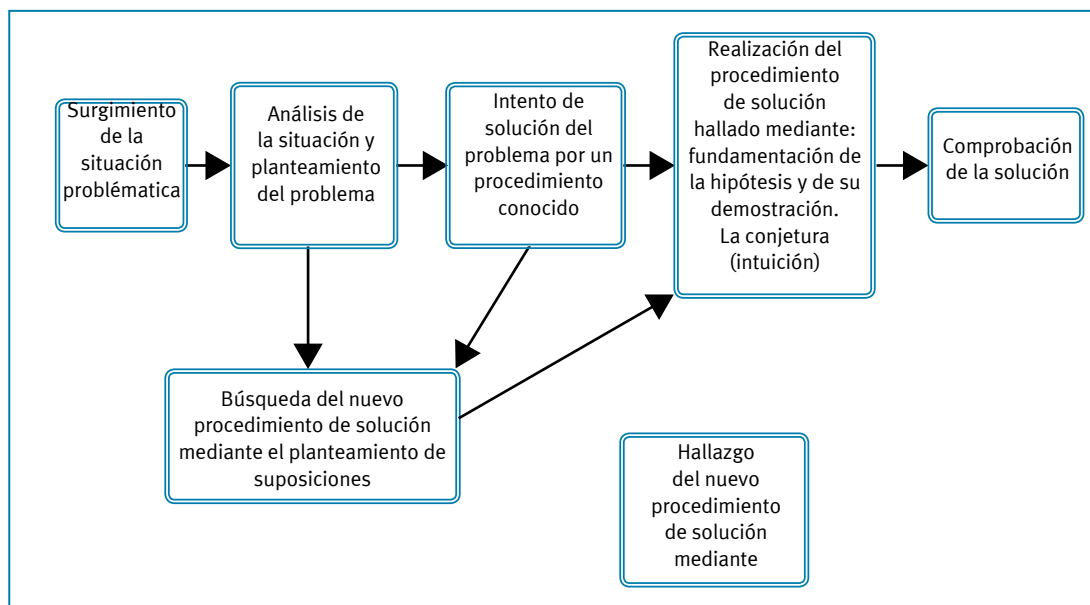 Surgimiento
de la
situación
problématica
Análisis de
la situación y
planteamiento
del problema
Intento de
solución del
problema por un
procedimiento
conocido
Realización del
procedimiento
de solución
hallado mediante:
fundamentación de
la hipótesis y de su
demostración.
La conjetura
(intuición)
Comprobación
de la solución
Búsqueda del nuevo
procedimiento de solución
mediante el planteamiento de
suposiciones
Hallazgo
del nuevo
procedimiento
de solución
mediante